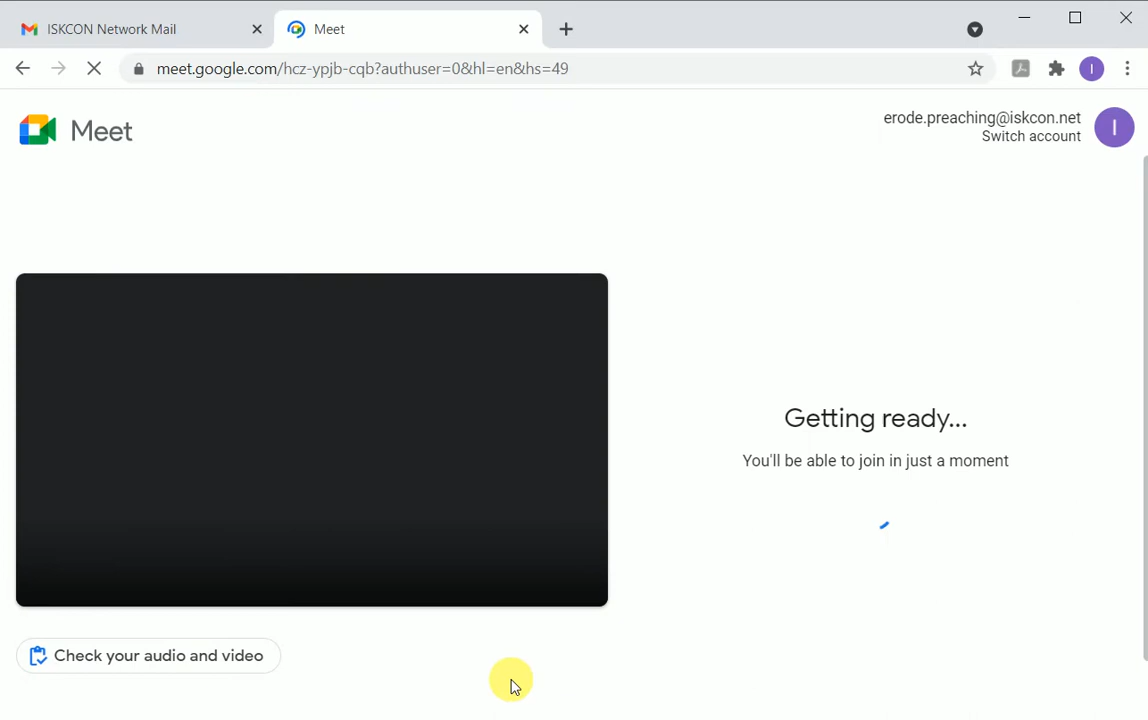 ISKCON Network Mail
Meet
meet.google.com/hcz-ypjb-cqb?authuser=0&hl=en&hs=49
I
Meet
erode.preaching@iskcon.net
Switch account
I
Getting ready...
You'll be able to join in just a moment
Check your audio and video